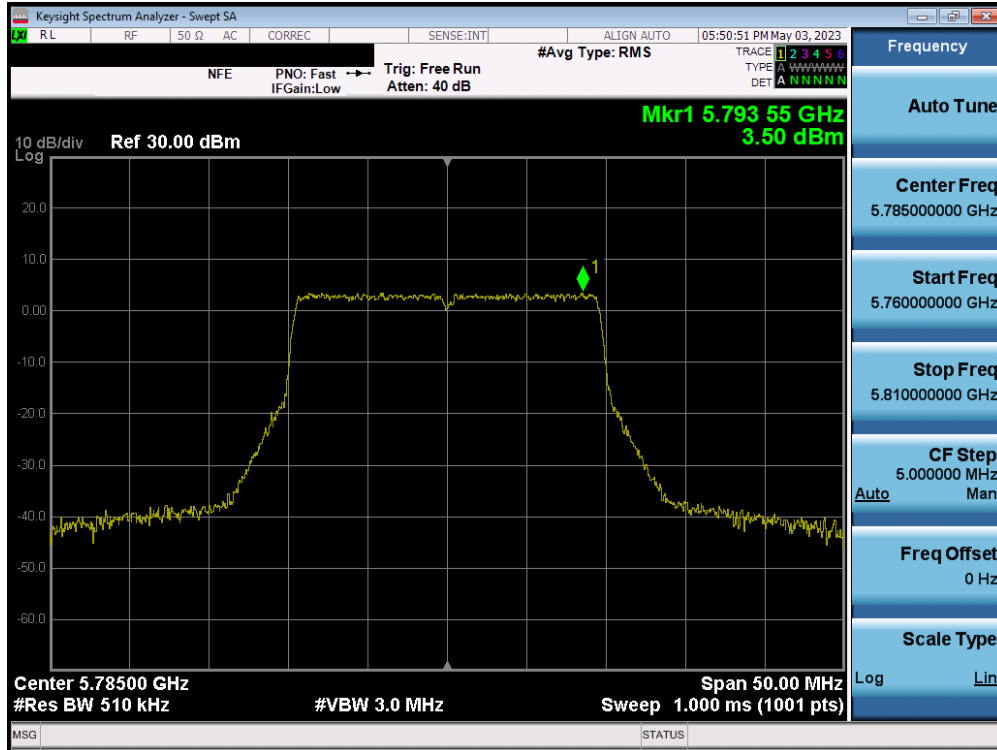 Keysight Spectrum Analyzer - Swept SA
LXI RL RF 50 Ω AC CORREC SENSE:INT ALIGN AUTO 05:50:51 PM May 03, 2023
NFE PNO: Fast IFGain:Low Trig: Free Run Atten: 40 dB #Avg Type: RMS
TRACE 1 2 3 4 5 6
TYPE A WWWWW
DET A N N N N N
Mkr1 5.793 55 GHz
3.50 dBm
10 dB/div Ref 30.00 dBm
Log
20.0
10.0
0.00
-10.0
-20.0
-30.0
-40.0
-50.0
-60.0
1
Center 5.78500 GHz Span 50.00 MHz
#Res BW 510 kHz #VBW 3.0 MHz Sweep 1.000 ms (1001 pts)
MSG STATUS
Frequency
Auto Tune
Center Freq
5.785000000 GHz
Start Freq
5.760000000 GHz
Stop Freq
5.810000000 GHz
CF Step
5.000000 MHz
Auto Man
Freq Offset
0 Hz
Scale Type
Log Lin